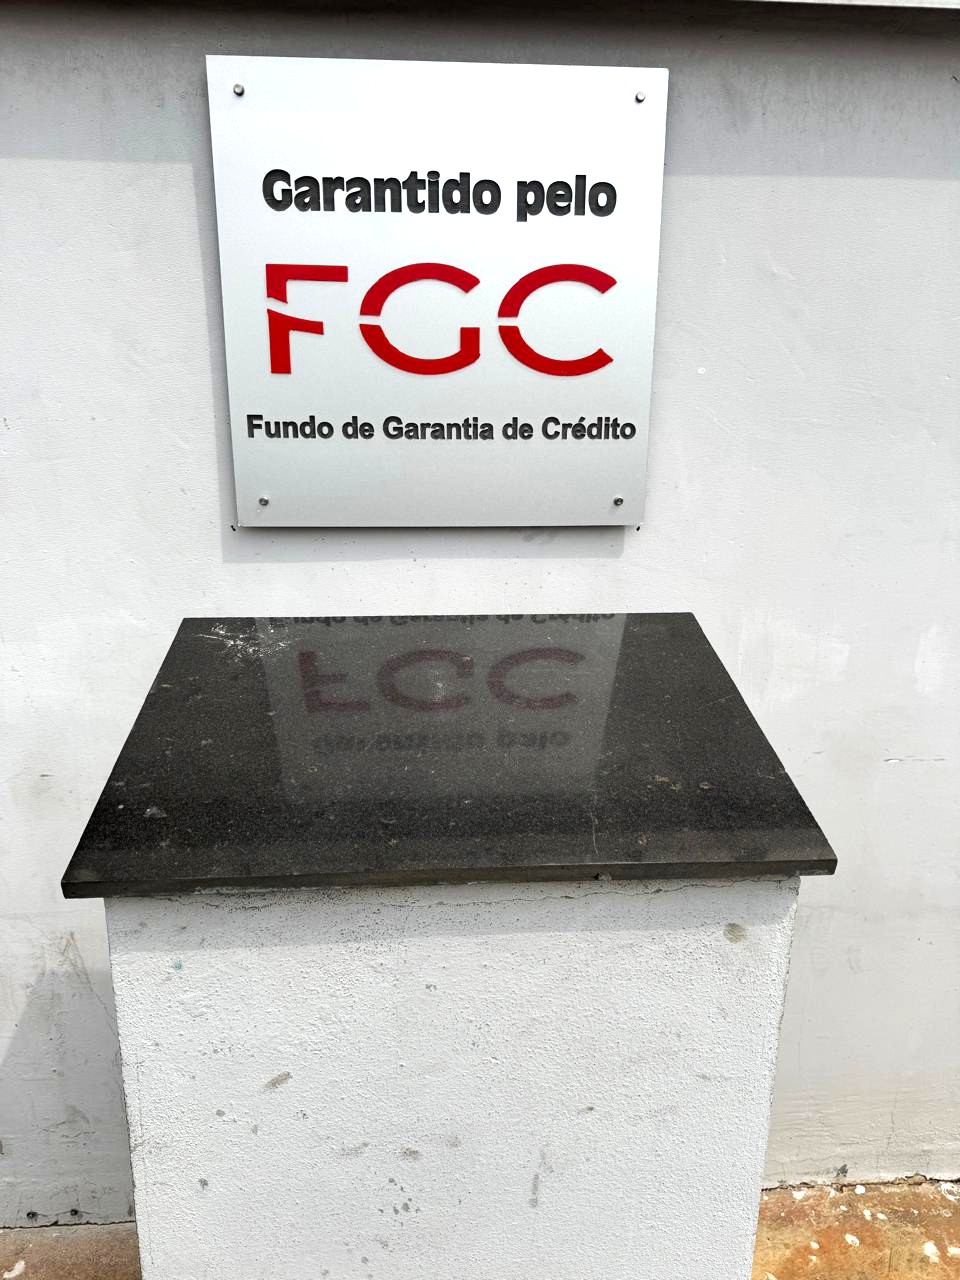 Garantido pelo
FGC
Fundo de Garantia de Crédito